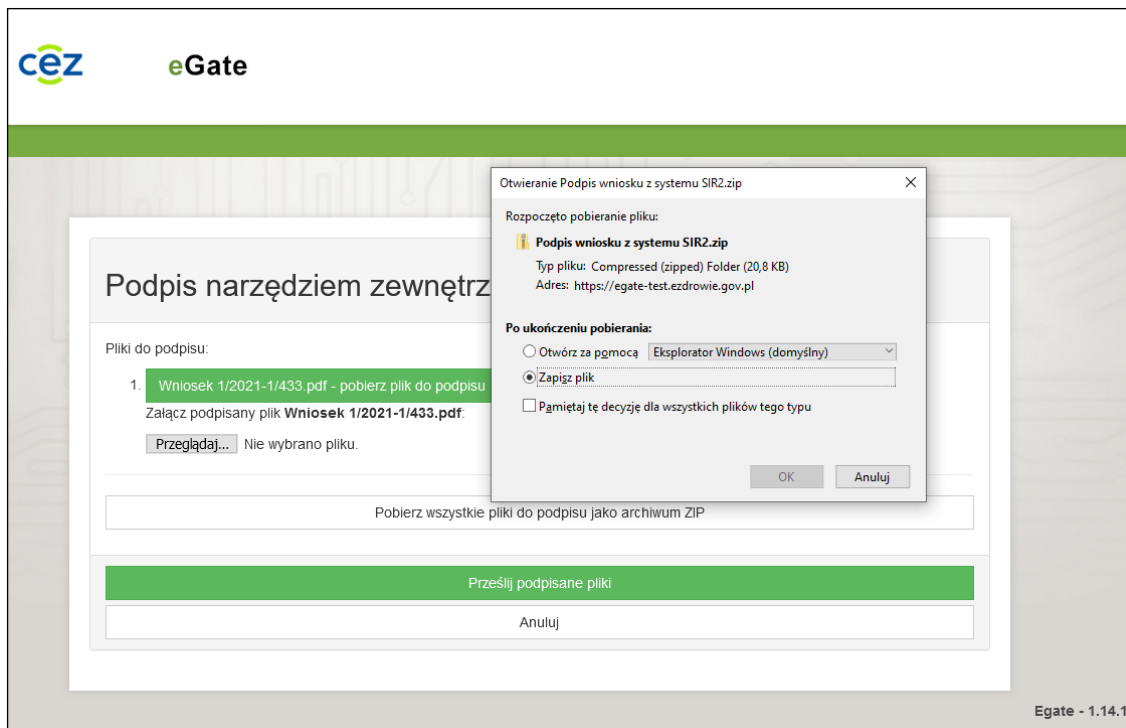 cez
eGate
Otwieranie Podpis wniosku z systemu SIR2.zip
Rozpoczęto pobieranie pliku:
Podpis wniosku z systemu SIR2.zip
Typ pliku: Compressed (zipped) Folder (20,8 KB)
Adres: https://egate-test.ezdrowie.gov.pl
Po ukończeniu pobierania:
Otwórz za pomocą Eksplorator Windows (domyślny)
Zapisz plik
Pamiętaj tę decyzję dla wszystkich plików tego typu
OK Anuluj
Podpis narzędziem zewnętrz
Pliki do podpisu:
1. Wniosek 1/2021-1/433.pdf - pobierz plik do podpisu
Załącz podpisany plik Wniosek 1/2021-1/433.pdf:
Przeglądaj... Nie wybrano pliku.
Pobierz wszystkie pliki do podpisu jako archiwum ZIP
Prześlij podpisane pliki
Anuluj
Egate - 1.14.1